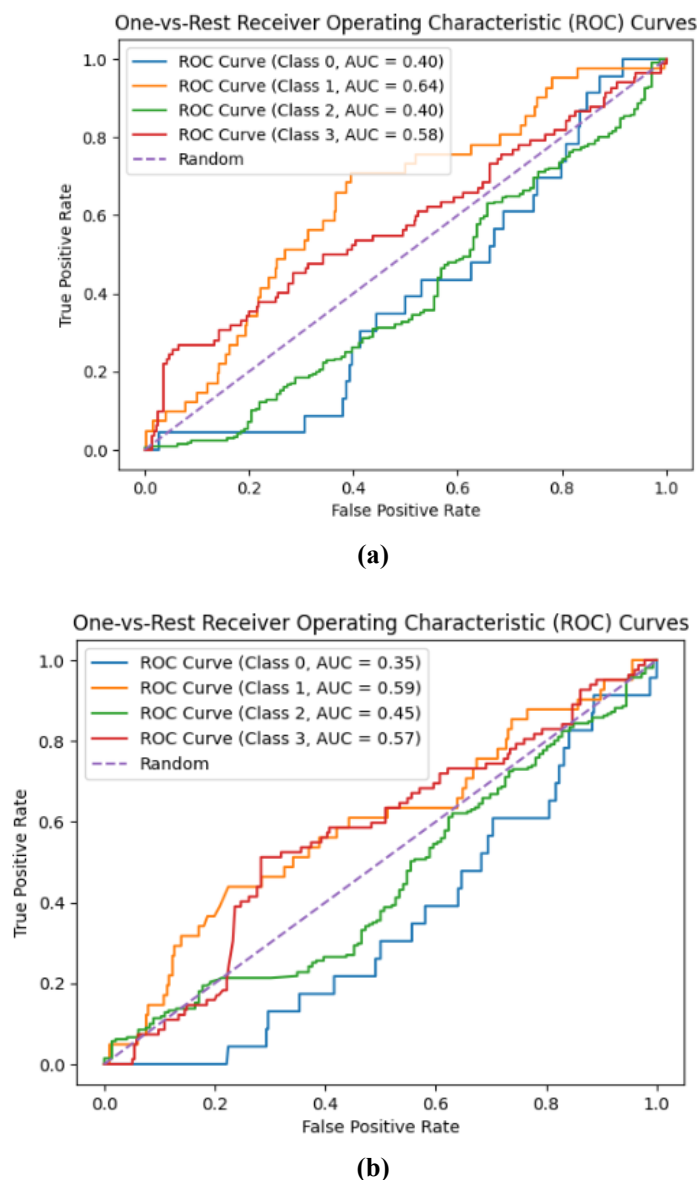 One-vs-Rest Receiver Operating Characteristic (ROC) Curves
ROC Curve (Class 0, AUC = 0.40)
ROC Curve (Class 1, AUC = 0.64)
ROC Curve (Class 2, AUC = 0.40)
ROC Curve (Class 3, AUC = 0.58)
Random
True Positive Rate
1.0
0.8
0.6
0.4
0.2
0.0
0.0 0.2 0.4 0.6 0.8 1.0
False Positive Rate
(a)
One-vs-Rest Receiver Operating Characteristic (ROC) Curves
ROC Curve (Class 0, AUC = 0.35)
ROC Curve (Class 1, AUC = 0.59)
ROC Curve (Class 2, AUC = 0.45)
ROC Curve (Class 3, AUC = 0.57)
Random
True Positive Rate
1.0
0.8
0.6
0.4
0.2
0.0
0.0 0.2 0.4 0.6 0.8 1.0
False Positive Rate
(b)